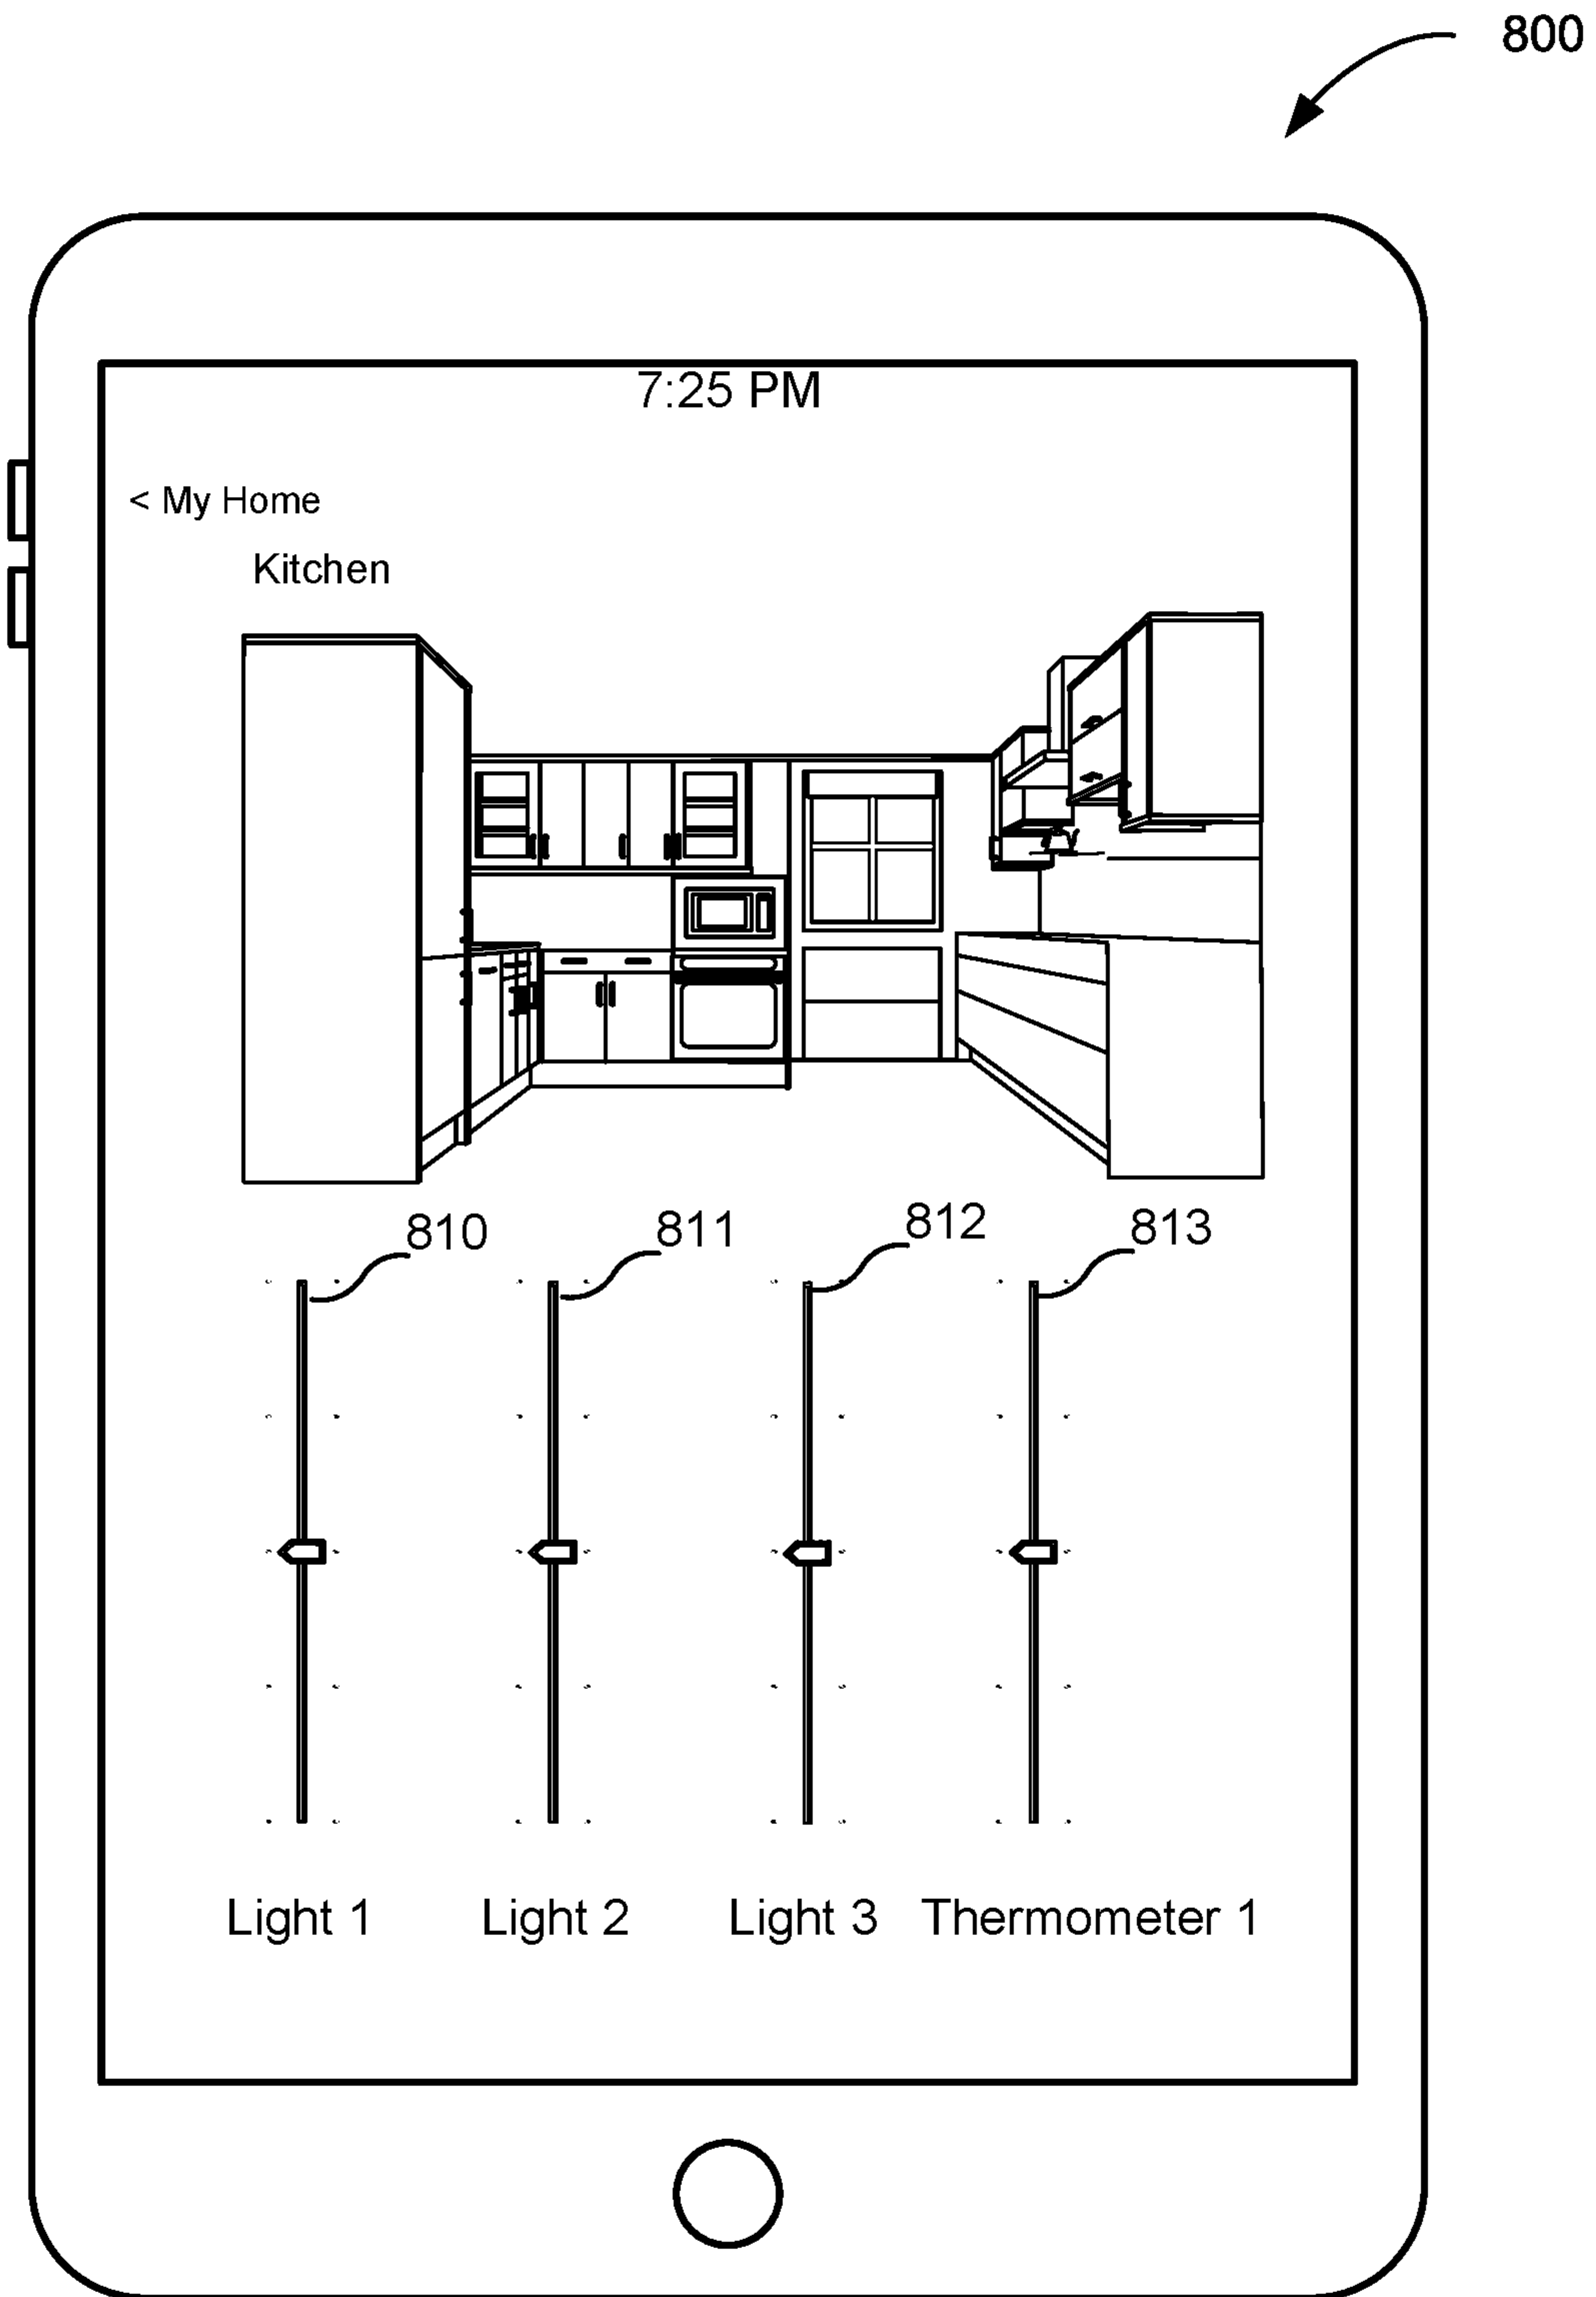 800
7:25 PM
< My Home
Kitchen
810 811 812 813
Light 1 Light 2 Light 3 Thermometer 1